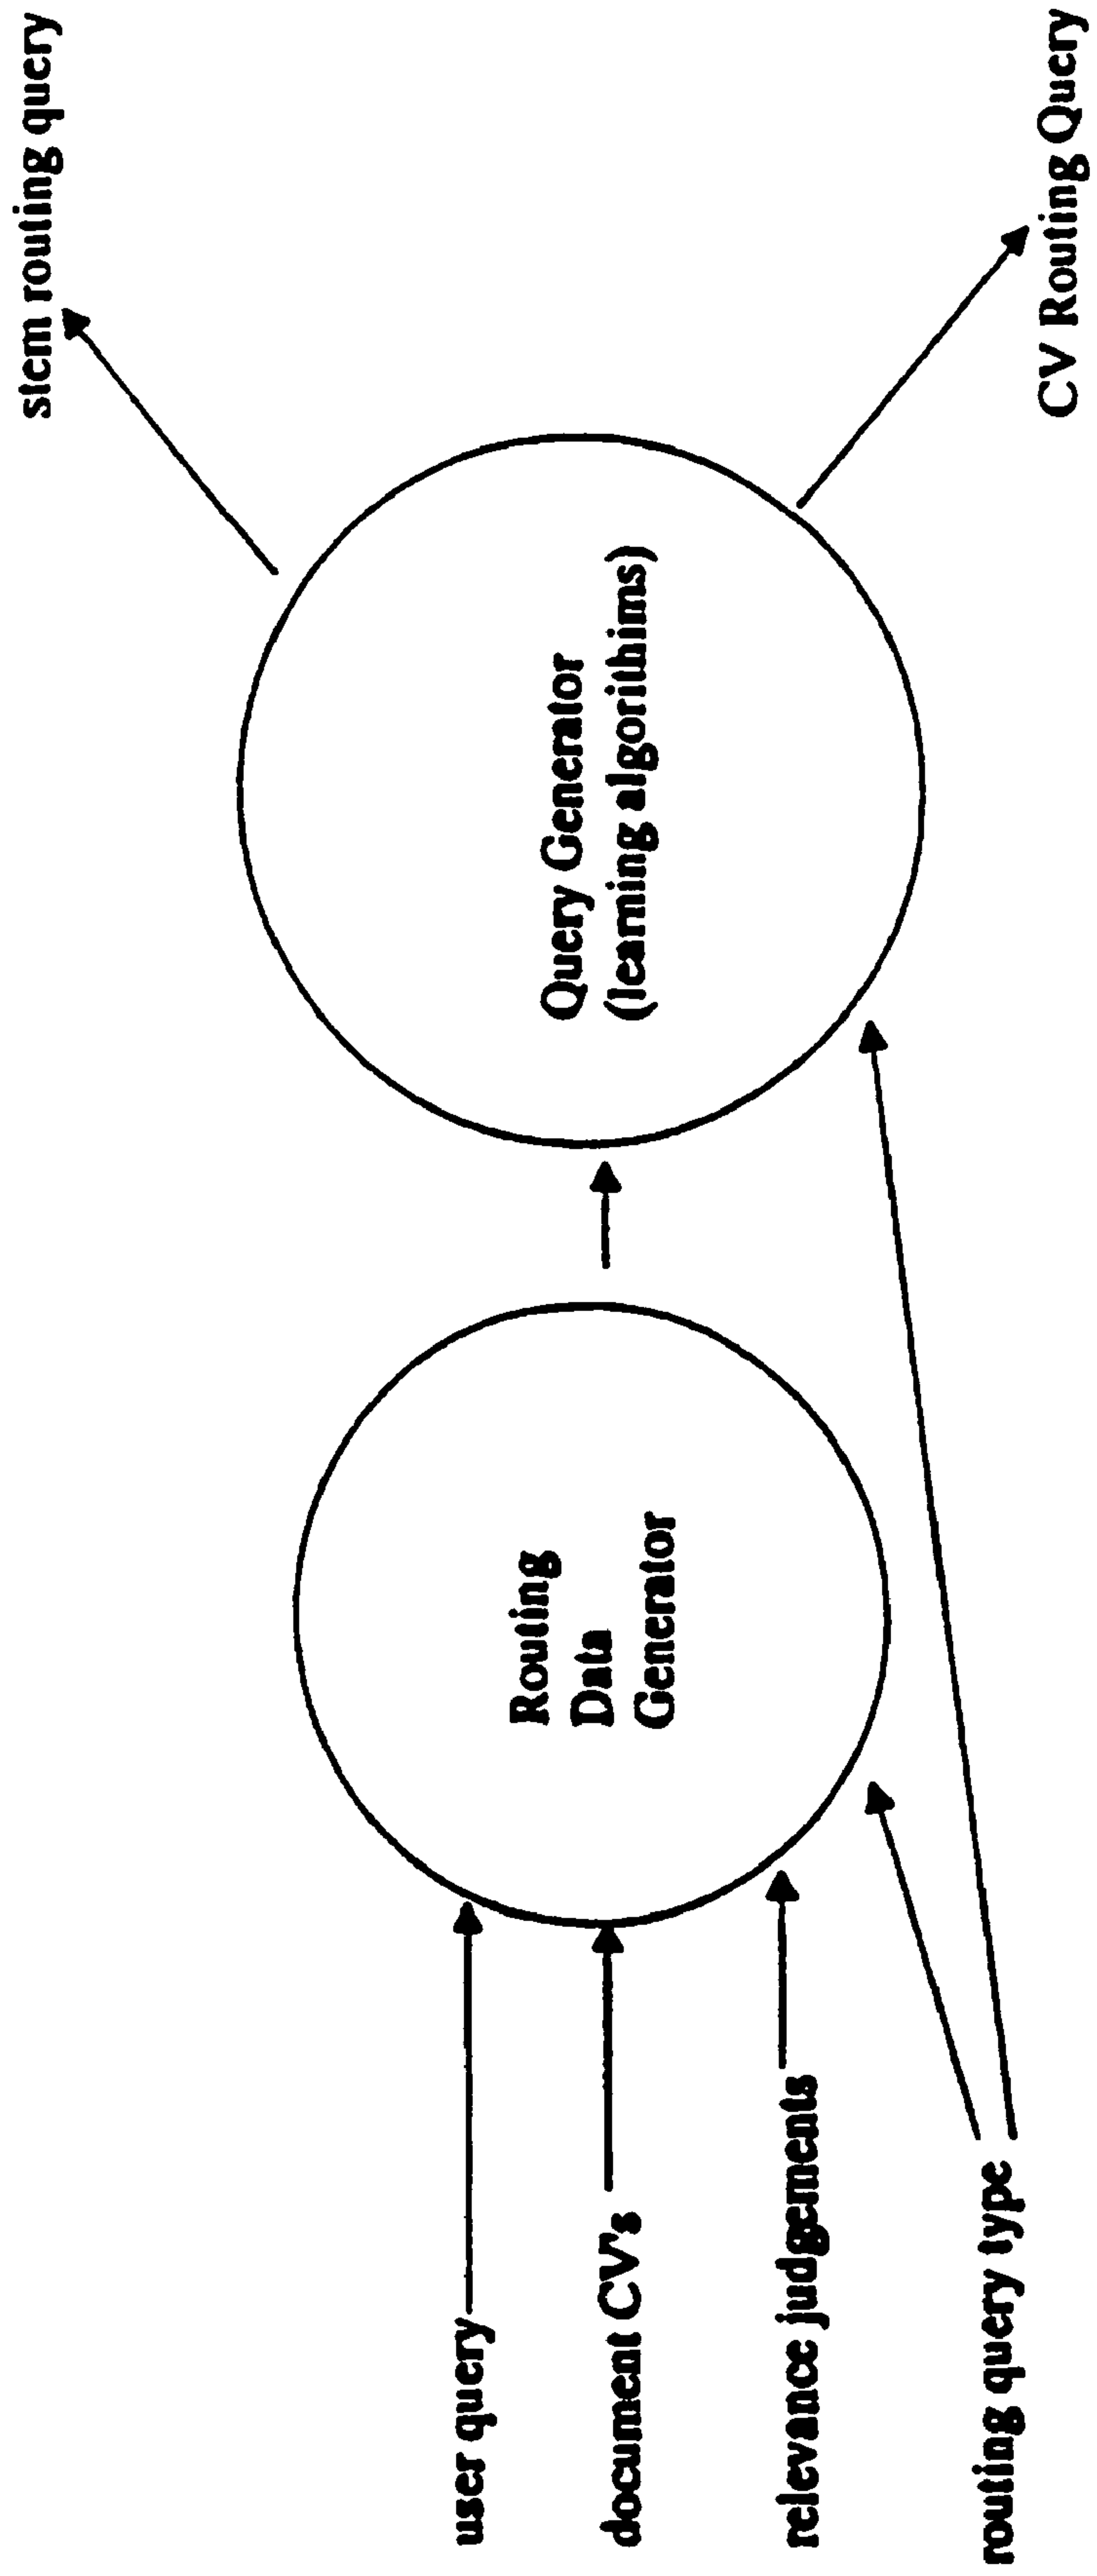 user query
document CV's
relevance judgements
routing query type
Routing
Data
Generator
Query Generator
(learning algorithims)
stem routing query
CV Routing Query